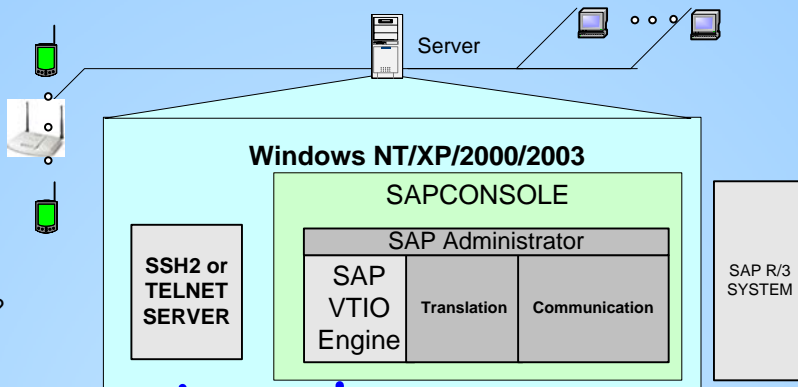 Server
Windows NT/XP/2000/2003
SAPCONSOLE
SAP Administrator
SSH2 or
TELNET
SERVER
SAP
VTIO
Engine
Translation
Communication
SAP R/3
SYSTEM